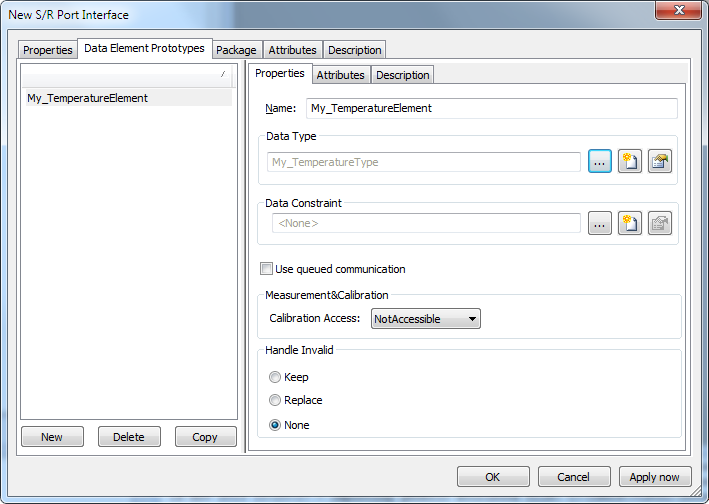 New S/R Port Interface
Properties Data Element Prototypes Package Attributes Description
My_TemperatureElement
Properties Attributes Description
Name: My_TemperatureElement
Data Type
My_TemperatureType ...
Data Constraint
<None> ...
Use queued communication
Measurement&Calibration
Calibration Access: NotAccessible
Handle Invalid
Keep
Replace
None
New Delete Copy
OK Cancel Apply now